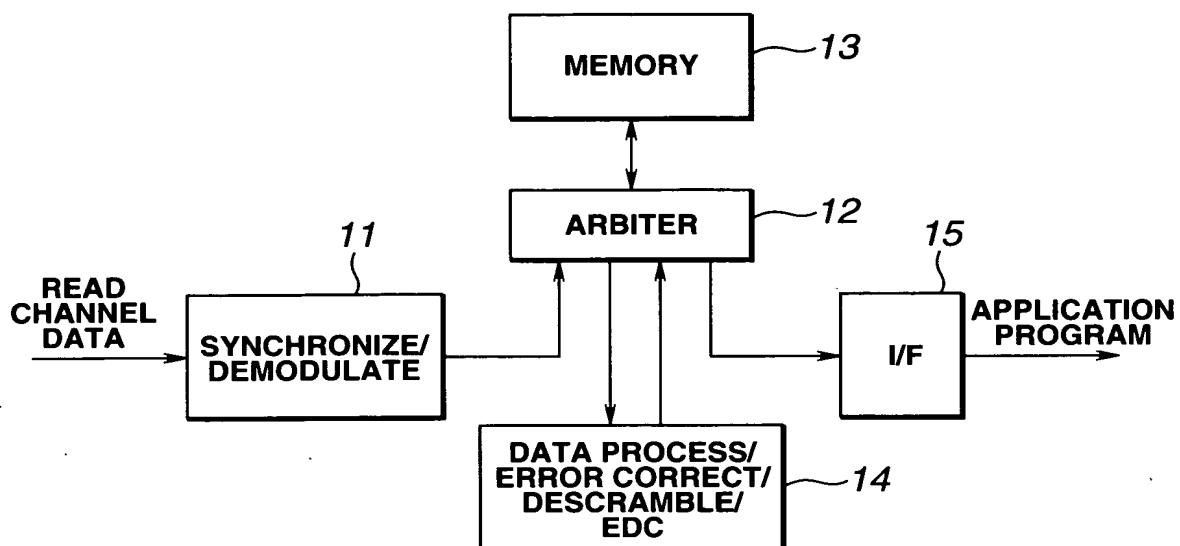 MEMORY
13
ARBITER
12
11
15
READ
CHANNEL
DATA
SYNCHRONIZE/
DEMODULATE
I/F
APPLICATION
PROGRAM
DATA PROCESS/
ERROR CORRECT/
DESCRAMBLE/
EDC
14